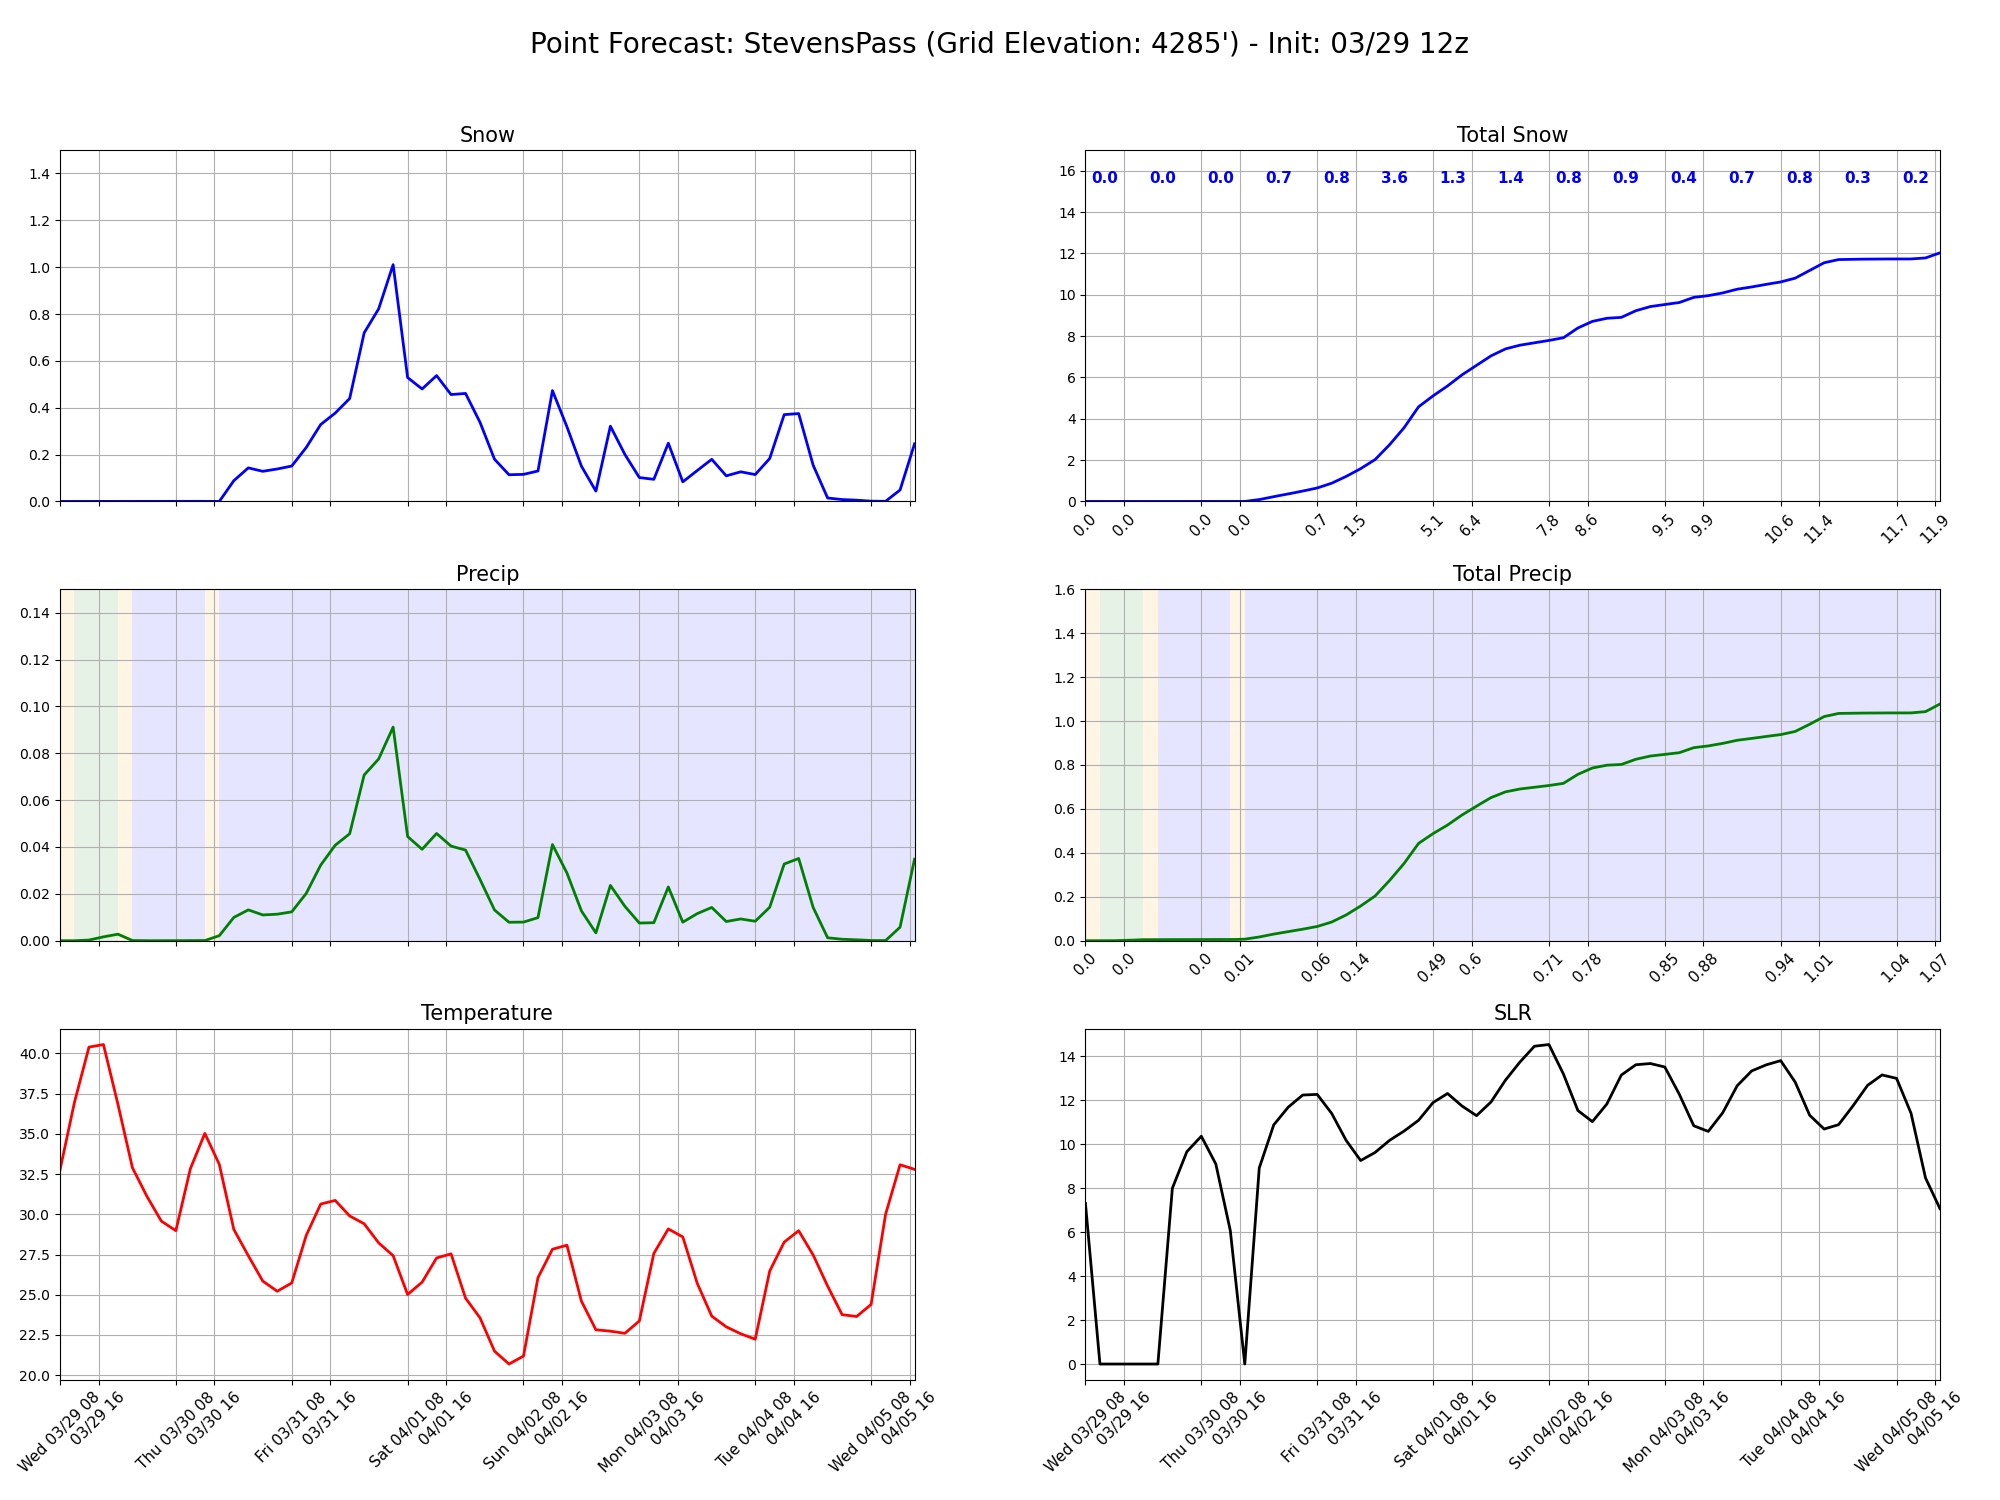 Point Forecast: StevensPass (Grid Elevation: 4285') - Init: 03/29 12z
Snow
1.4
1.2
1.0
0.8
0.6
0.4
0.2
0.0
Total Snow
16
14
12
10
8
6
4
2
0
0.0 0.0 0.0 0.7 0.8 3.6 1.3 1.4 0.8 0.9 0.4 0.7 0.8 0.3 0.2
0.0 0.0 0.0 0.0 0.7 1.5 5.1 6.4 7.8 8.6 9.5 9.9 10.6 11.4 11.7 11.9
Precip
0.14
0.12
0.10
0.08
0.06
0.04
0.02
0.00
Total Precip
1.6
1.4
1.2
1.0
0.8
0.6
0.4
0.2
0.0
0.0 0.0 0.0 0.01 0.06 0.14 0.49 0.6 0.71 0.78 0.85 0.88 0.94 1.01 1.04 1.07
Temperature
40.0
37.5
35.0
32.5
30.0
27.5
25.0
22.5
20.0
Wed 03/29 08
03/29 16
Thu 03/30 08
03/30 16
Fri 03/31 08
03/31 16
Sat 04/01 08
04/01 16
Sun 04/02 08
04/02 16
Mon 04/03 08
04/03 16
Tue 04/04 08
04/04 16
Wed 04/05 08
04/05 16
SLR
14
12
10
8
6
4
2
0
Wed 03/29 08
03/29 16
Thu 03/30 08
03/30 16
Fri 03/31 08
03/31 16
Sat 04/01 08
04/01 16
Sun 04/02 08
04/02 16
Mon 04/03 08
04/03 16
Tue 04/04 08
04/04 16
Wed 04/05 08
04/05 16